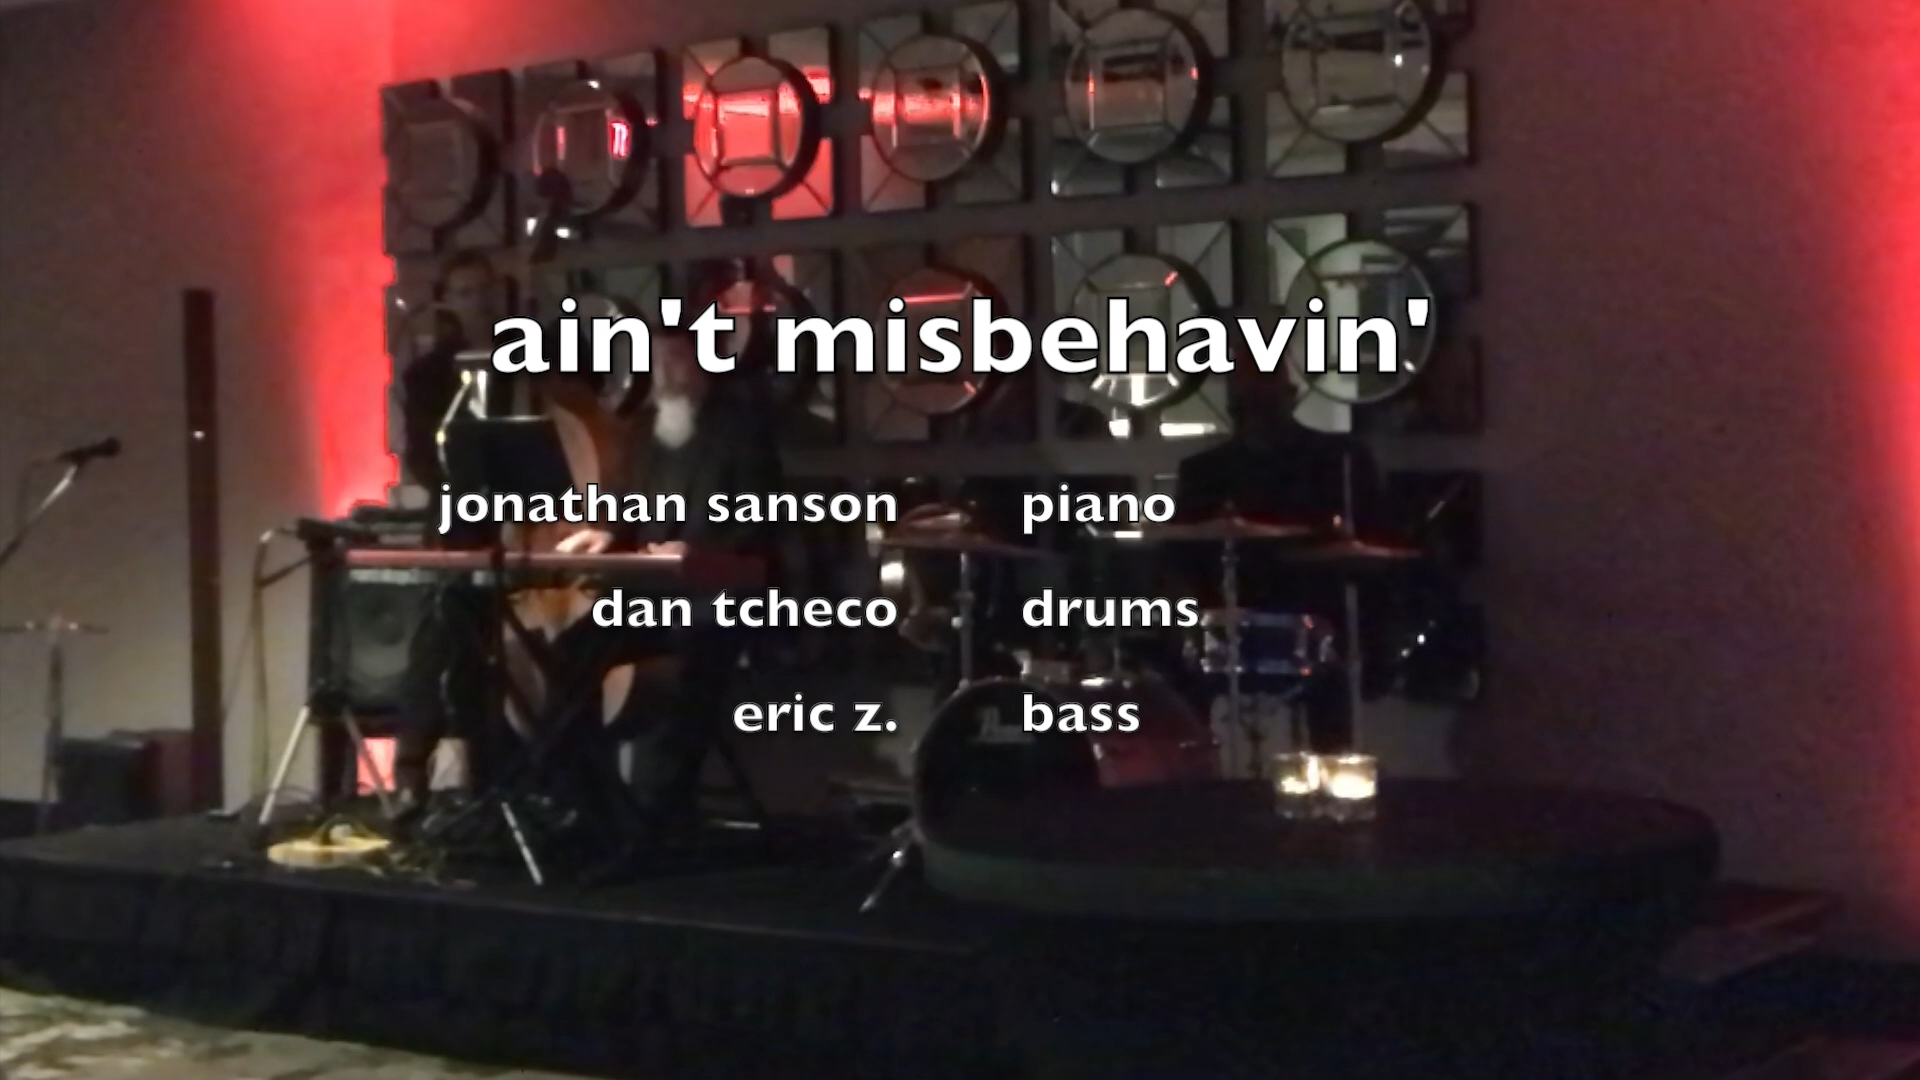 ain't misbehavin'
jonathan sanson piano
dan tcheco drums
eric z. bass